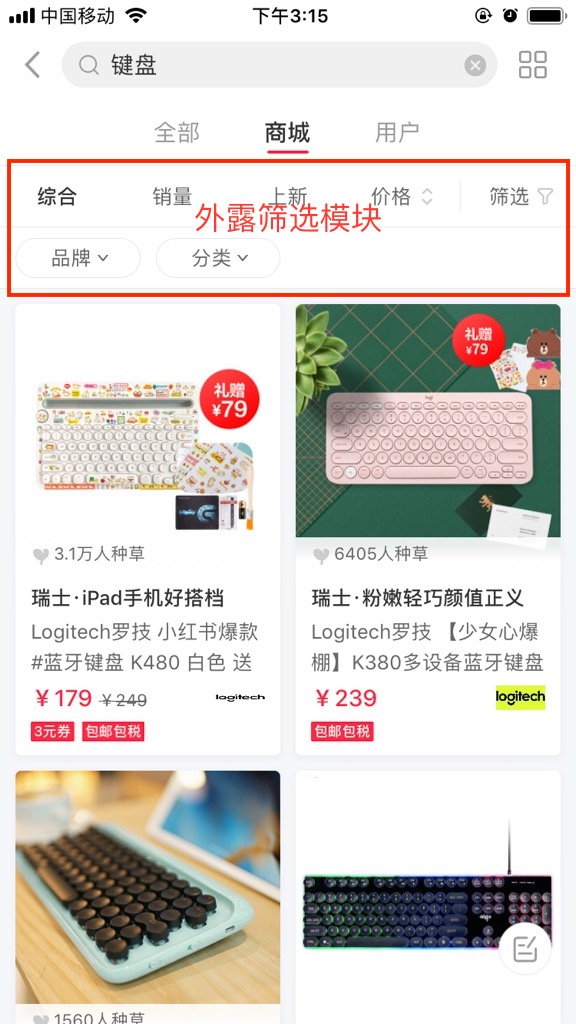 中国移动
下午3:15
键盘
全部 商城 用户
综合 销量 上新 价格 筛选
外露筛选模块
品牌 分类
礼赠
¥79
3.1万人种草
瑞士·iPad手机好搭档
Logitech罗技 小红书爆款
#蓝牙键盘 K480 白色 送
¥179 ¥249
logitech
3元券 包邮包税
礼赠
¥79
logi
6405人种草
瑞士·粉嫩轻巧颜值正义
Logitech罗技 【少女心爆
棚】K380多设备蓝牙键盘
¥239
logitech
包邮包税
1560人种草
aigo